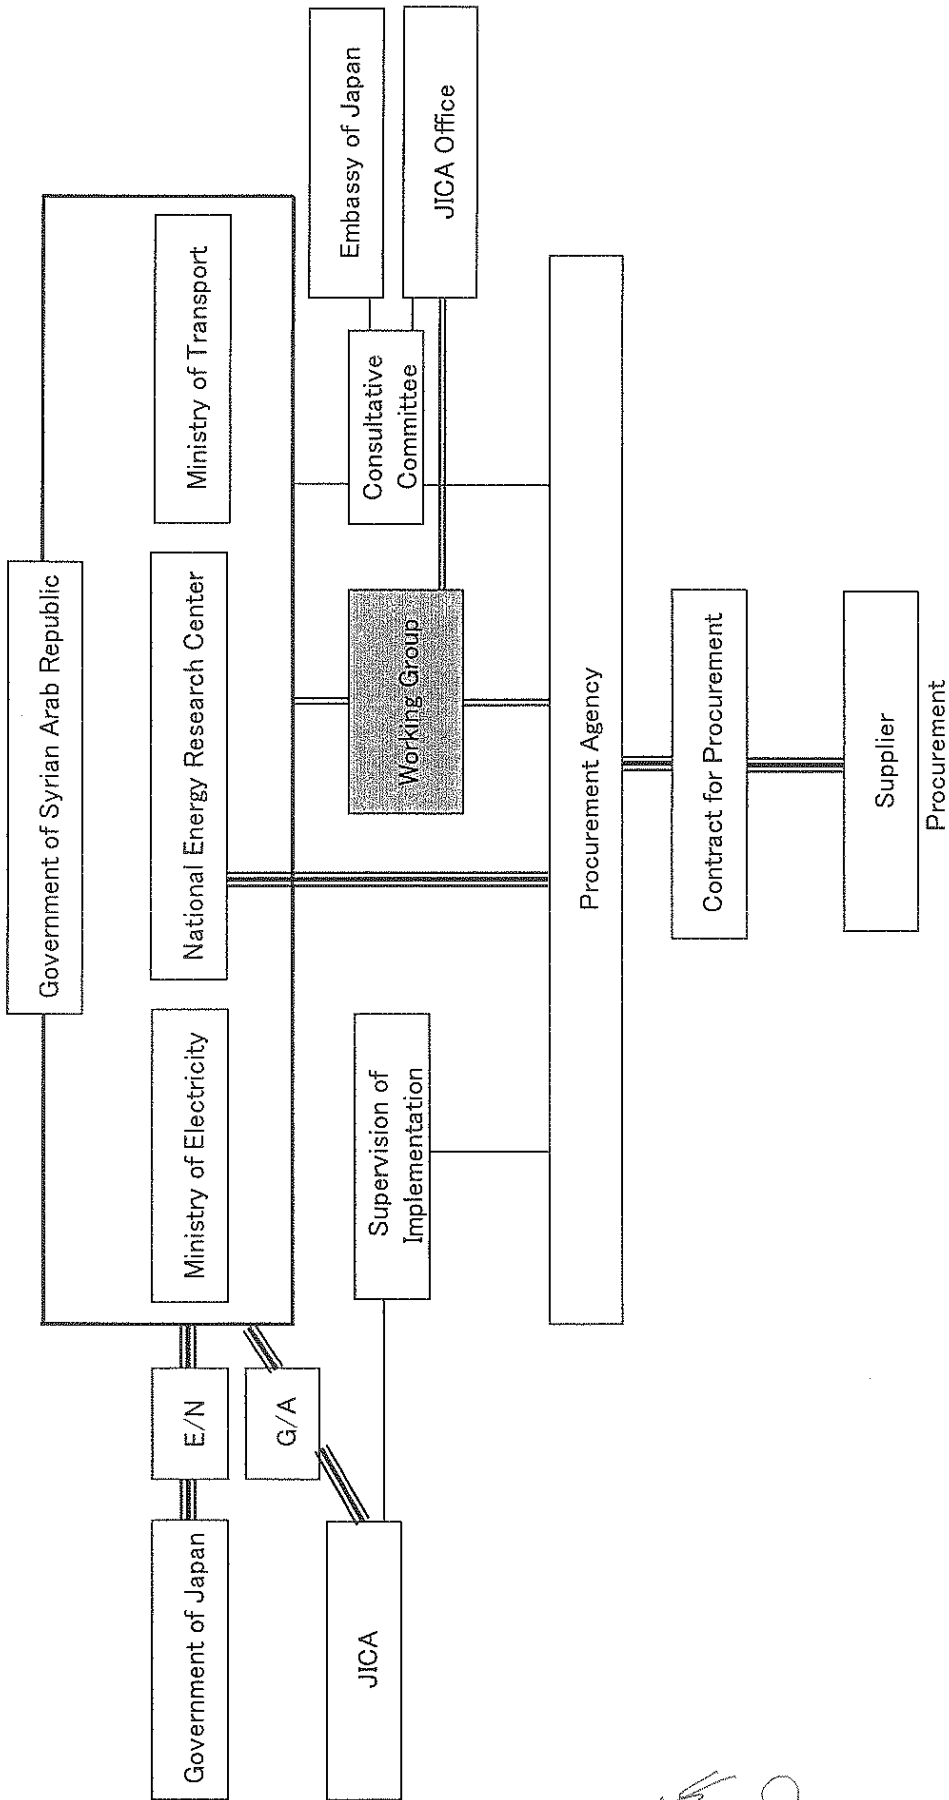 Government of Syrian Arab Republic
Government of Japan
E/N
Ministry of Electricity
National Energy Research Center
Ministry of Transport
G/A
JICA
Supervision of
Implementation
Working Group
Consultative
Committee
Embassy of Japan
JICA Office
Procurement Agency
Contract for Procurement
Supplier
Procurement